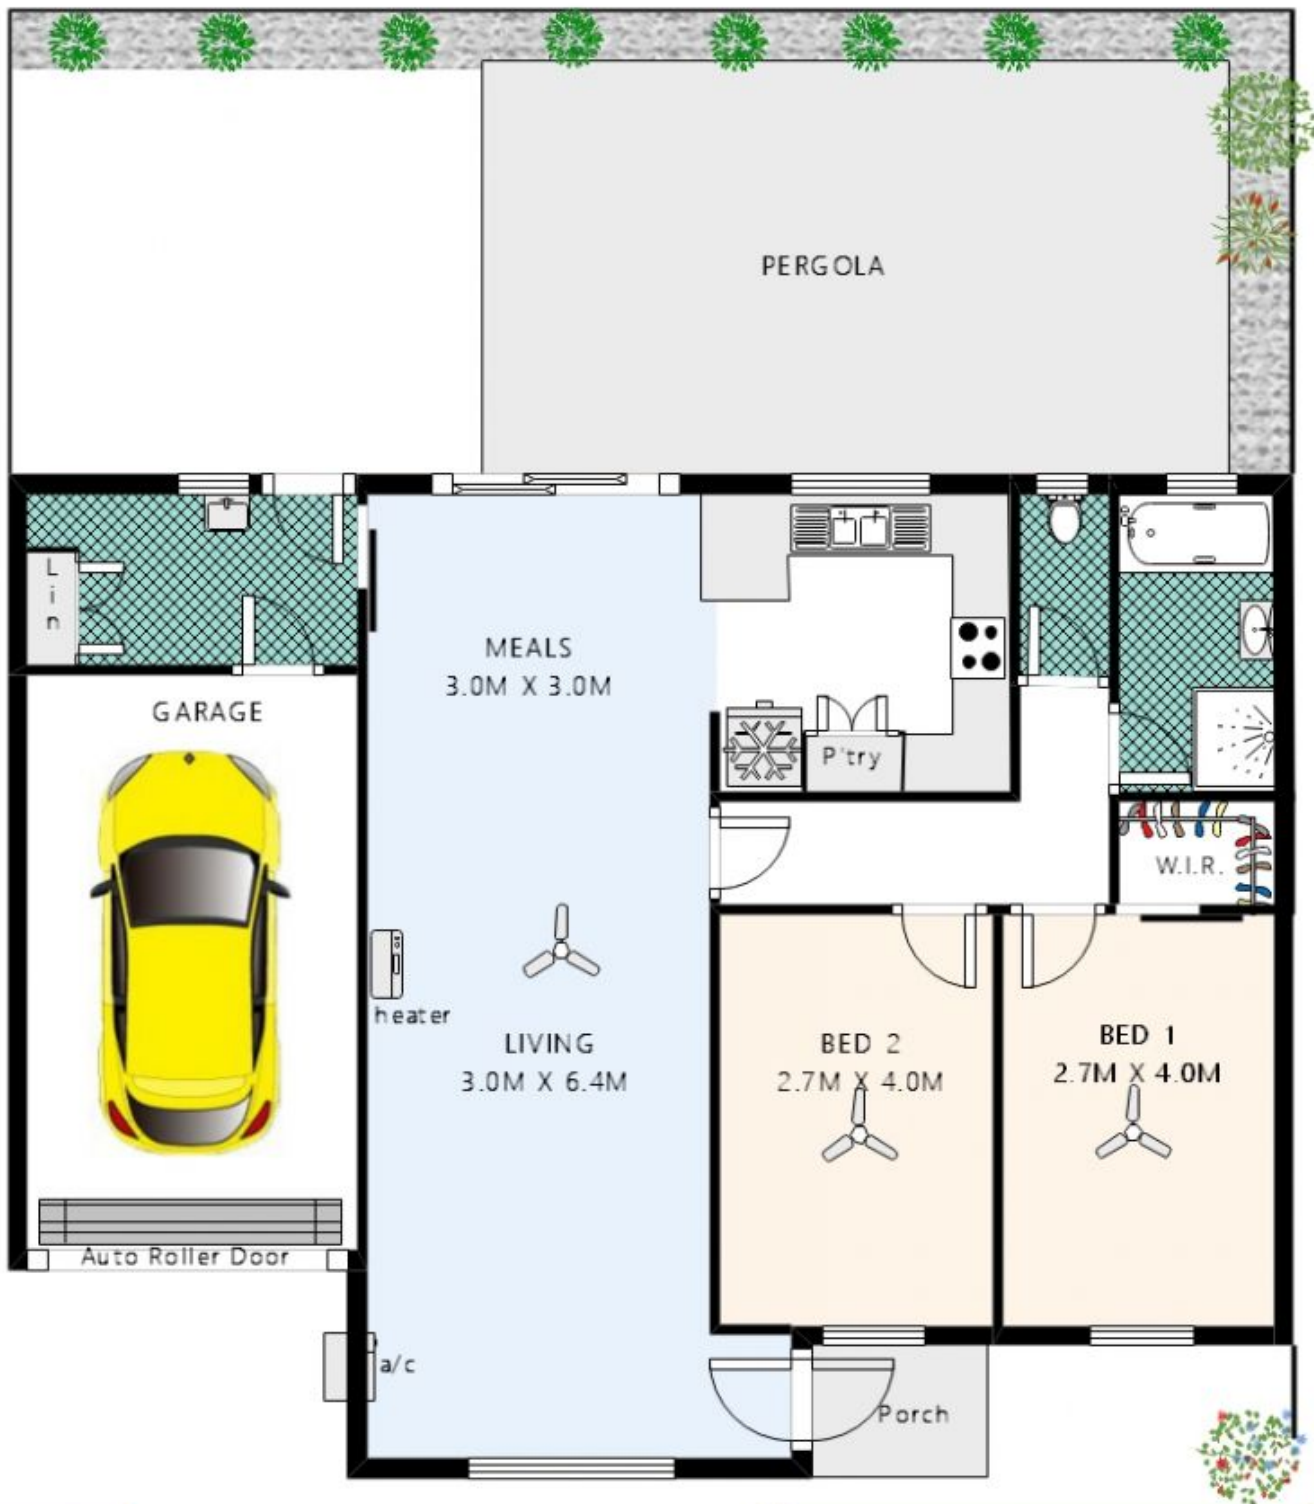 PERGOLA
L
i
n
MEALS
3.0M X 3.0M
GARAGE
P'try
W.I.R.
heater
LIVING
3.0M X 6.4M
BED 2
2.7M X 4.0M
BED 1
2.7M X 4.0M
Auto Roller Door
a/c
Porch